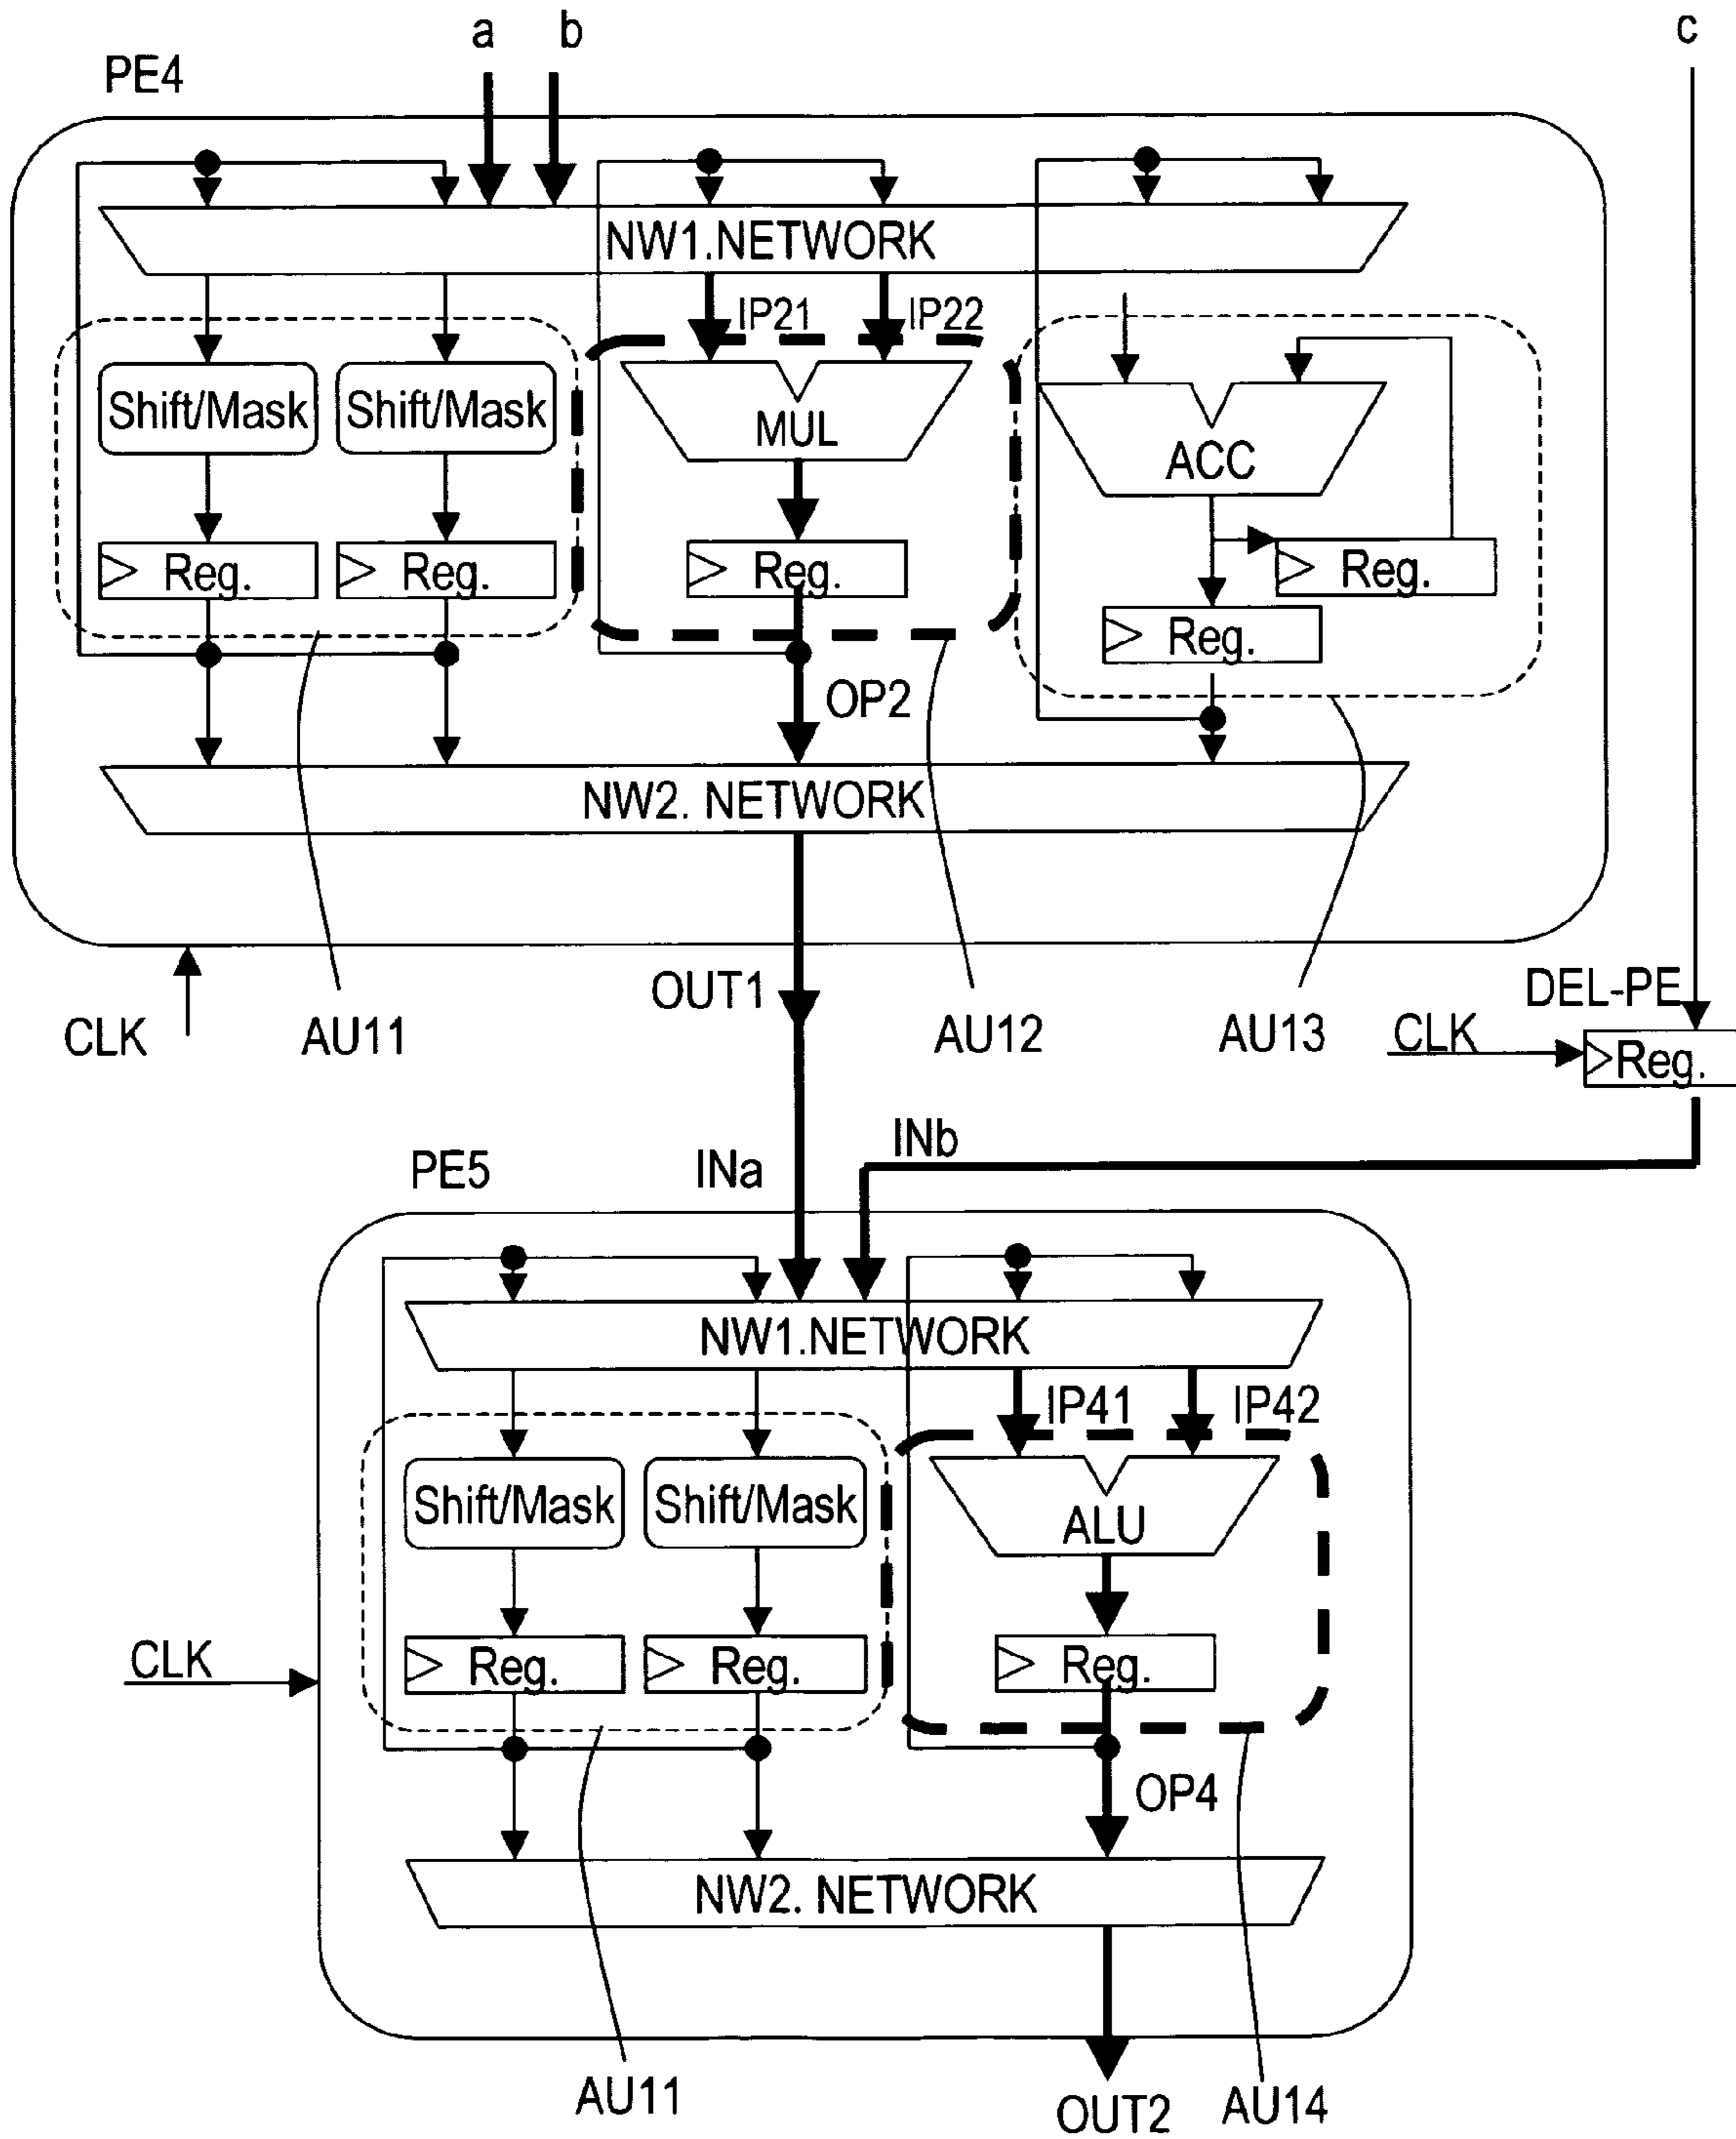 a
b
c
PE4
NW1.NETWORK
IP21
IP22
Shift/Mask
Shift/Mask
MUL
ACC
Reg.
Reg.
Reg.
Reg.
Reg.
OP2
NW2. NETWORK
OUT1
DEL-PE
CLK
AU11
AU12
AU13
CLK
Reg.
INb
PE5
INa
NW1.NETWORK
IP41
IP42
Shift/Mask
Shift/Mask
ALU
CLK
Reg.
Reg.
Reg.
OP4
NW2. NETWORK
AU11
OUT2
AU14